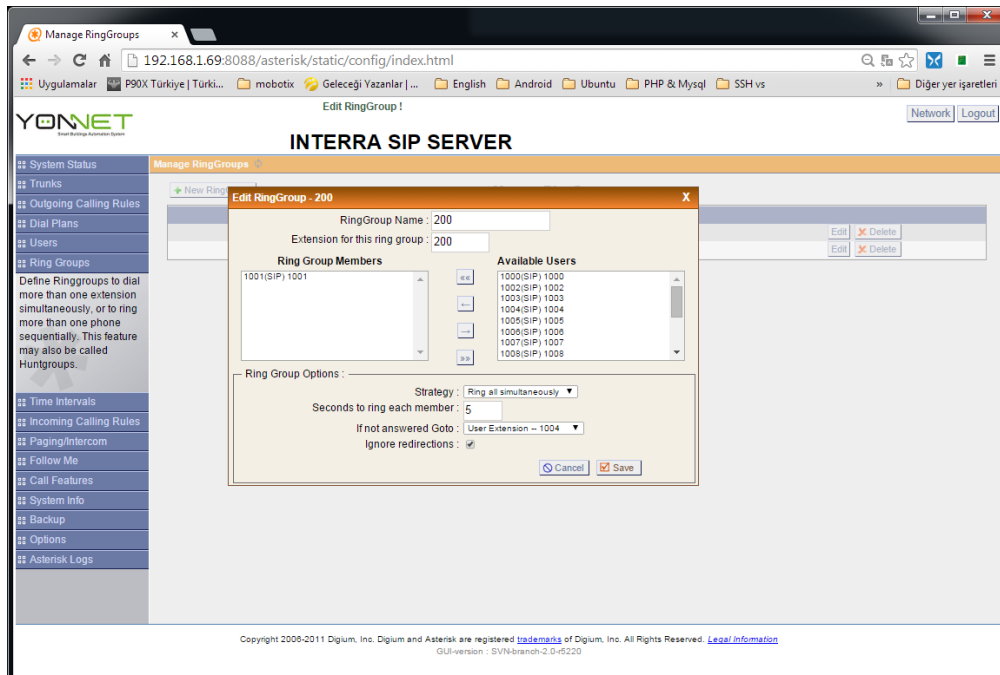 Manage RingGroups
192.168.1.69:8088/asterisk/static/config/index.html
Uygulamalar P90X Türkiye | Türki... mobotix Geleceği Yazanlar | ... English Android Ubuntu PHP & Mysql SSH vs » Diğer yer işaretleri
YONNET
Smart Buildings Automation System
Edit RingGroup !
Network Logout
INTERRA SIP SERVER
System Status
Trunks
Outgoing Calling Rules
Dial Plans
Users
Ring Groups
Define Ringgroups to dial
more than one extension
simultaneously, or to ring
more than one phone
sequentially. This feature
may also be called
Huntgroups.
Time Intervals
Incoming Calling Rules
Paging/Intercom
Follow Me
Call Features
System Info
Backup
Options
Asterisk Logs
Manage RingGroups
New Ring
Edit Delete
Edit Delete
Edit RingGroup - 200 X
RingGroup Name : 200
Extension for this ring group : 200
Ring Group Members
1001(SIP) 1001
«« ← → »»
Available Users
1000(SIP) 1000
1002(SIP) 1002
1003(SIP) 1003
1004(SIP) 1004
1005(SIP) 1005
1006(SIP) 1006
1007(SIP) 1007
1008(SIP) 1008
Ring Group Options :
Strategy : Ring all simultaneously
Seconds to ring each member : 5
If not answered Goto : User Extension -- 1004
Ignore redirections :
Cancel Save
Copyright 2006-2011 Digium, Inc. Digium and Asterisk are registered trademarks of Digium, Inc. All Rights Reserved. Legal Information
GUI-version : SVN-branch-2.0-r5220